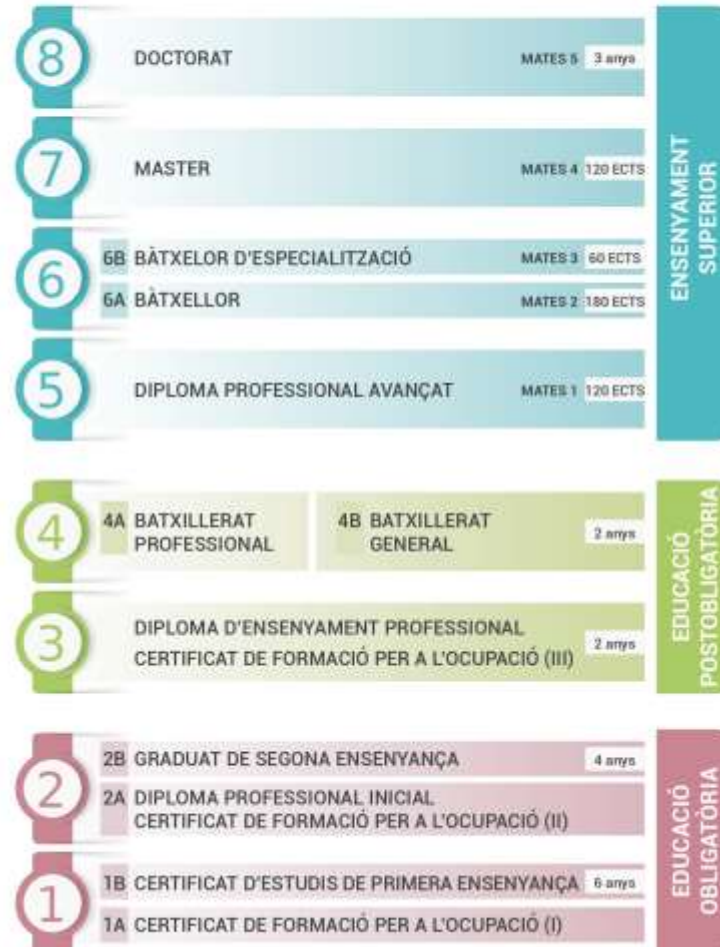 8
DOCTORAT
MATES 5
3 anys
7
MASTER
MATES 4
120 ECTS
6
6B BÀTXELOR D'ESPECIALITZACIÓ
MATES 3
60 ECTS
6A BÀTXELLOR
MATES 2
180 ECTS
5
DIPLOMA PROFESSIONAL AVANÇAT
MATES 1
120 ECTS
ENSENYAMENT
SUPERIOR
4
4A BATXILLERAT
PROFESSIONAL
4B BATXILLERAT
GENERAL
2 anys
3
DIPLOMA D'ENSENYAMENT PROFESSIONAL
CERTIFICAT DE FORMACIÓ PER A L'OCUPACIÓ (III)
2 anys
EDUCACIÓ
POSTOBLIGATÒRIA
2
2B GRADUAT DE SEGONA ENSENYANÇA
4 anys
2A DIPLOMA PROFESSIONAL INICIAL
CERTIFICAT DE FORMACIÓ PER A L'OCUPACIÓ (II)
1
1B CERTIFICAT D'ESTUDIS DE PRIMERA ENSENYANÇA
6 anys
1A CERTIFICAT DE FORMACIÓ PER A L'OCUPACIÓ (I)
EDUCACIÓ
OBLIGATÒRIA